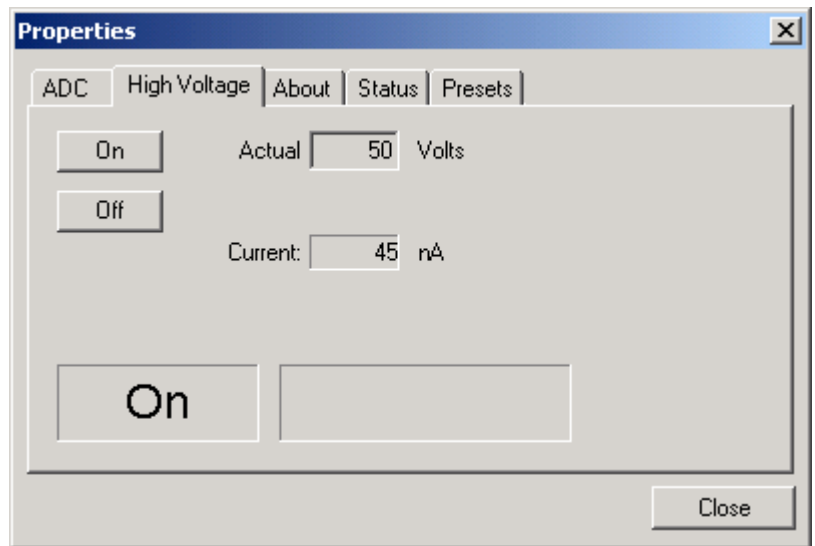 Properties
ADC High Voltage About Status Presets
On Actual 50 Volts
Off
Current: 45 nA
On
Close